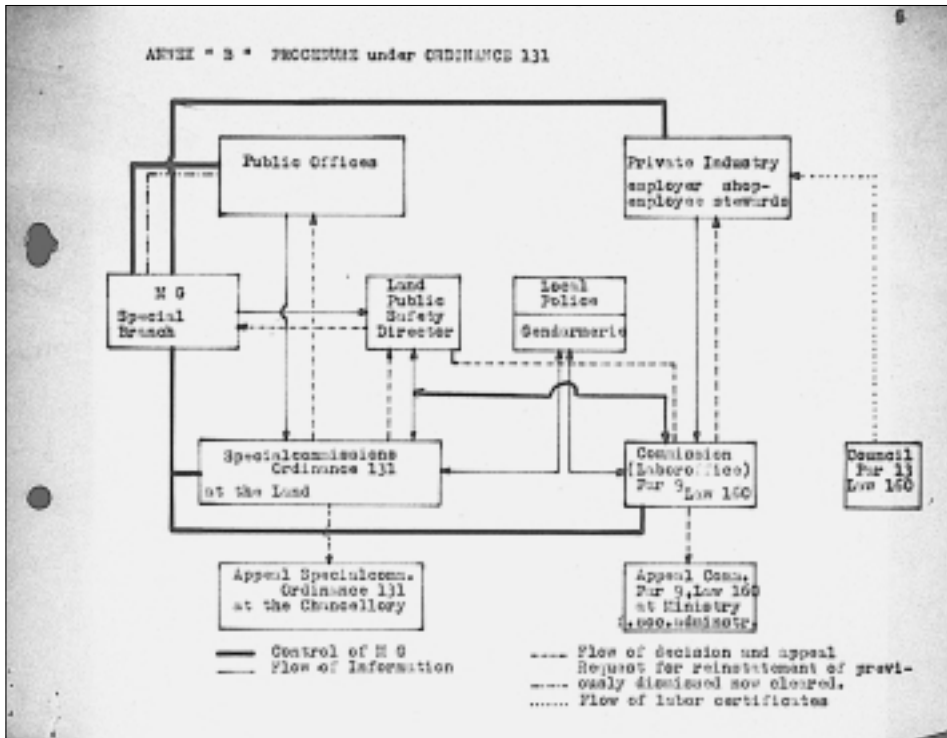 6
ANNEX " B " PROCEDURE under ORDINANCE 131
Public Offices
Private Industry
employer shop-
employee stewards
M G
Special
Branch
Land
Public
Safety
Director
Local
Police
Gendarmerie
Specialcommissions
Ordinance 131
at the Land
Commission
(Laboroffice)
Par 9, Law 160
Council
Par 13
Law 160
Appeal Specialcomm.
Ordinance 131
at the Chancellory
Appeal Comm.
Par 9, Law 160
at Ministry
Control of M G
Flow of Information
Flow of decision and appeal
Request for reinstatement of previ-
ously dismissed now cleared.
Flow of labor certificates